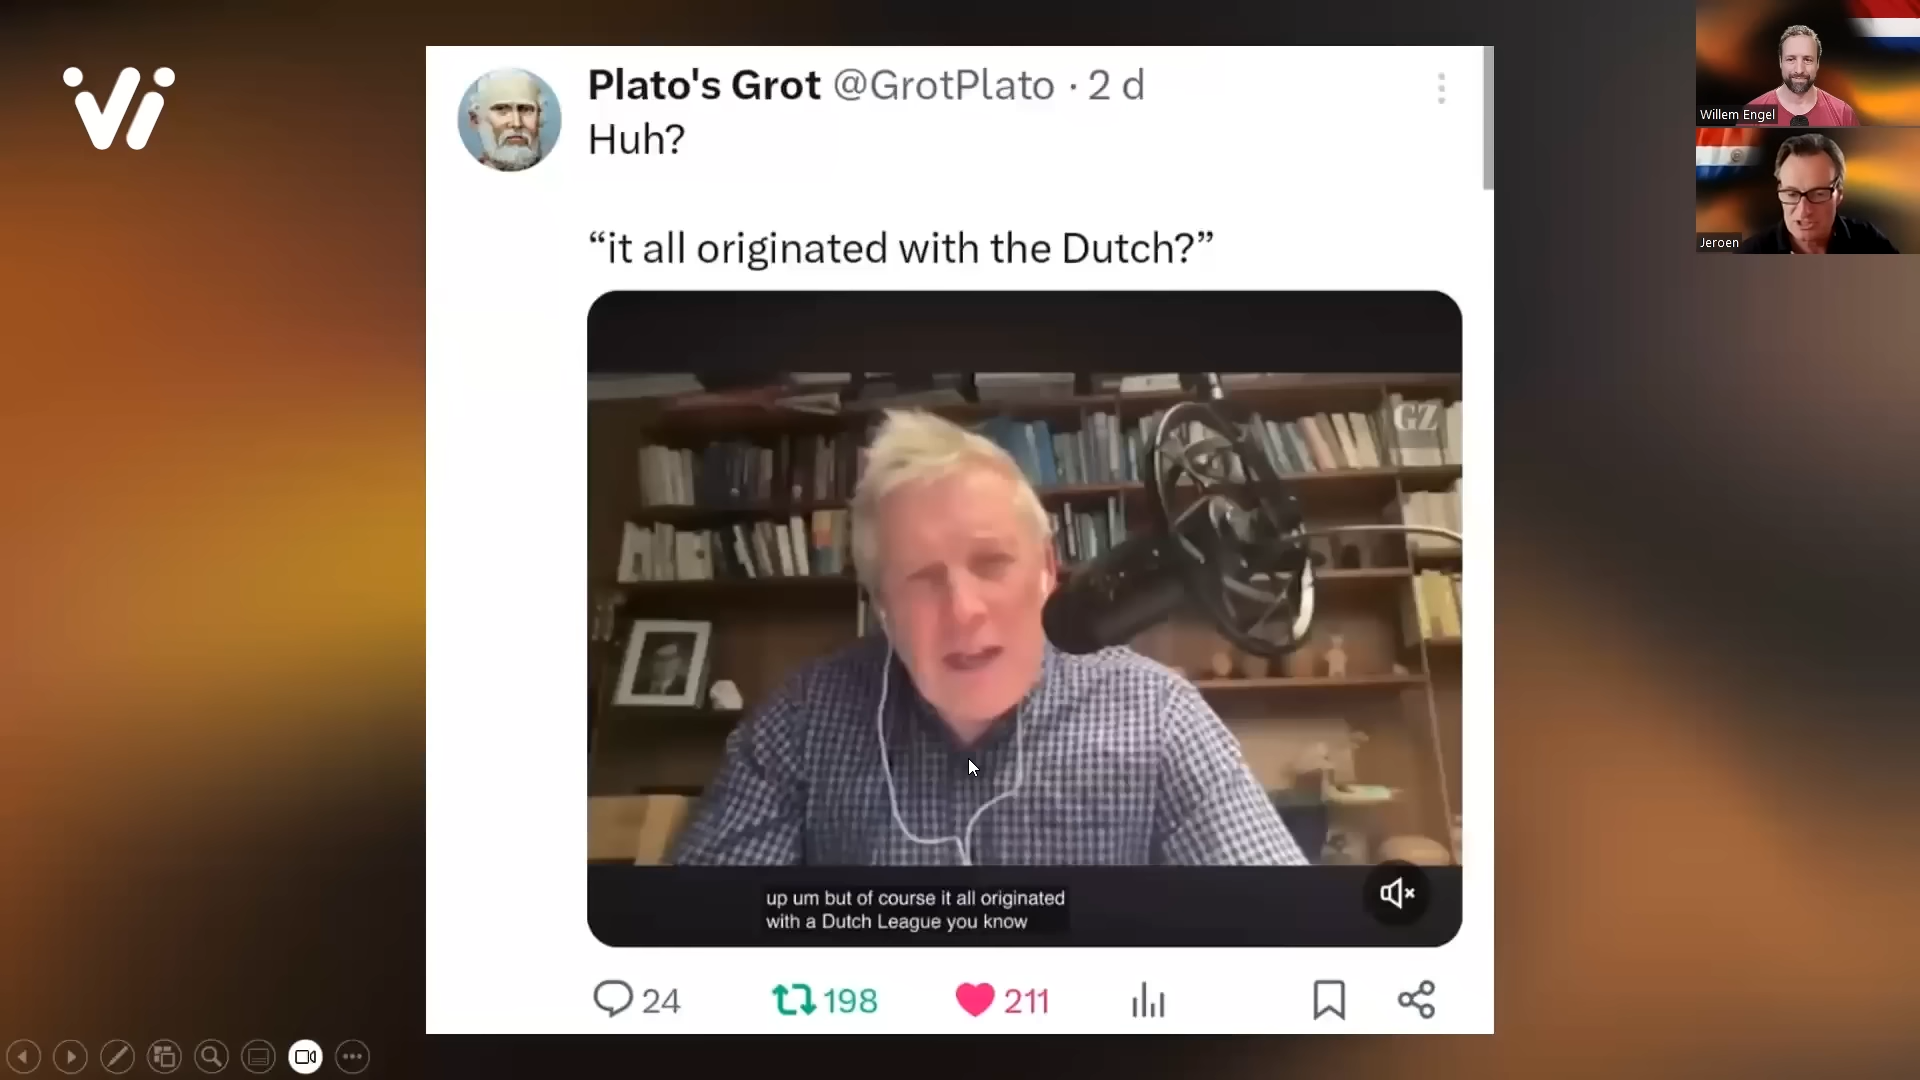 Plato's Grot @GrotPlato · 2 d
Huh?
“it all originated with the Dutch?”
GZ
up um but of course it all originated
with a Dutch League you know
24 198 211
Willem Engel
Jeroen